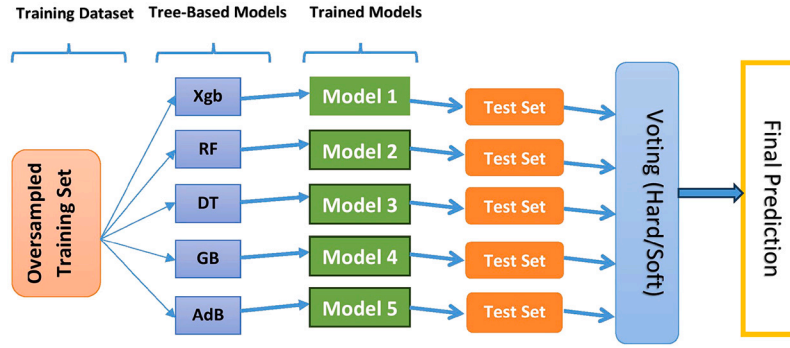 Training Dataset
Tree-Based Models
Trained Models
Oversampled
Training Set
Xgb
RF
DT
GB
AdB
Model 1
Model 2
Model 3
Model 4
Model 5
Test Set
Test Set
Test Set
Test Set
Test Set
Voting (Hard/Soft)
Final Prediction